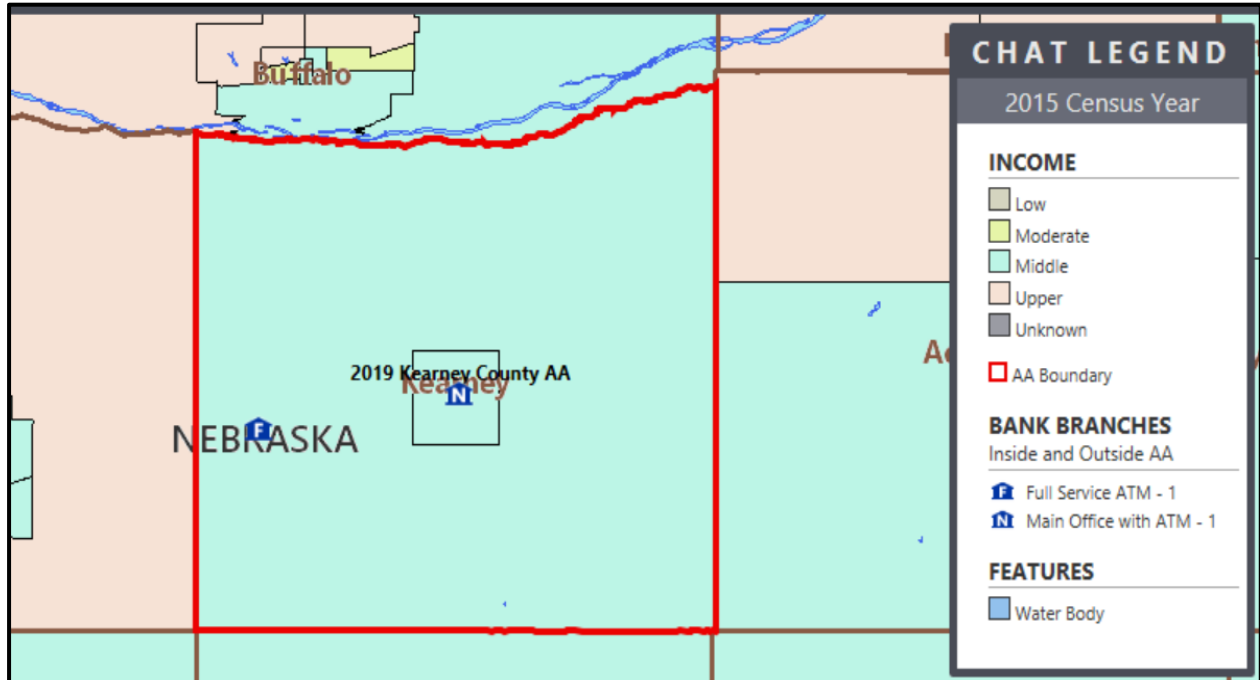 Buffalo
2019 Kearney County AA
Kearney
NEBRASKA
CHAT LEGEND
2015 Census Year
INCOME
Low
Moderate
Middle
Upper
Unknown
AA Boundary
BANK BRANCHES
Inside and Outside AA
F Full Service ATM - 1
N Main Office with ATM - 1
FEATURES
Water Body
F
N